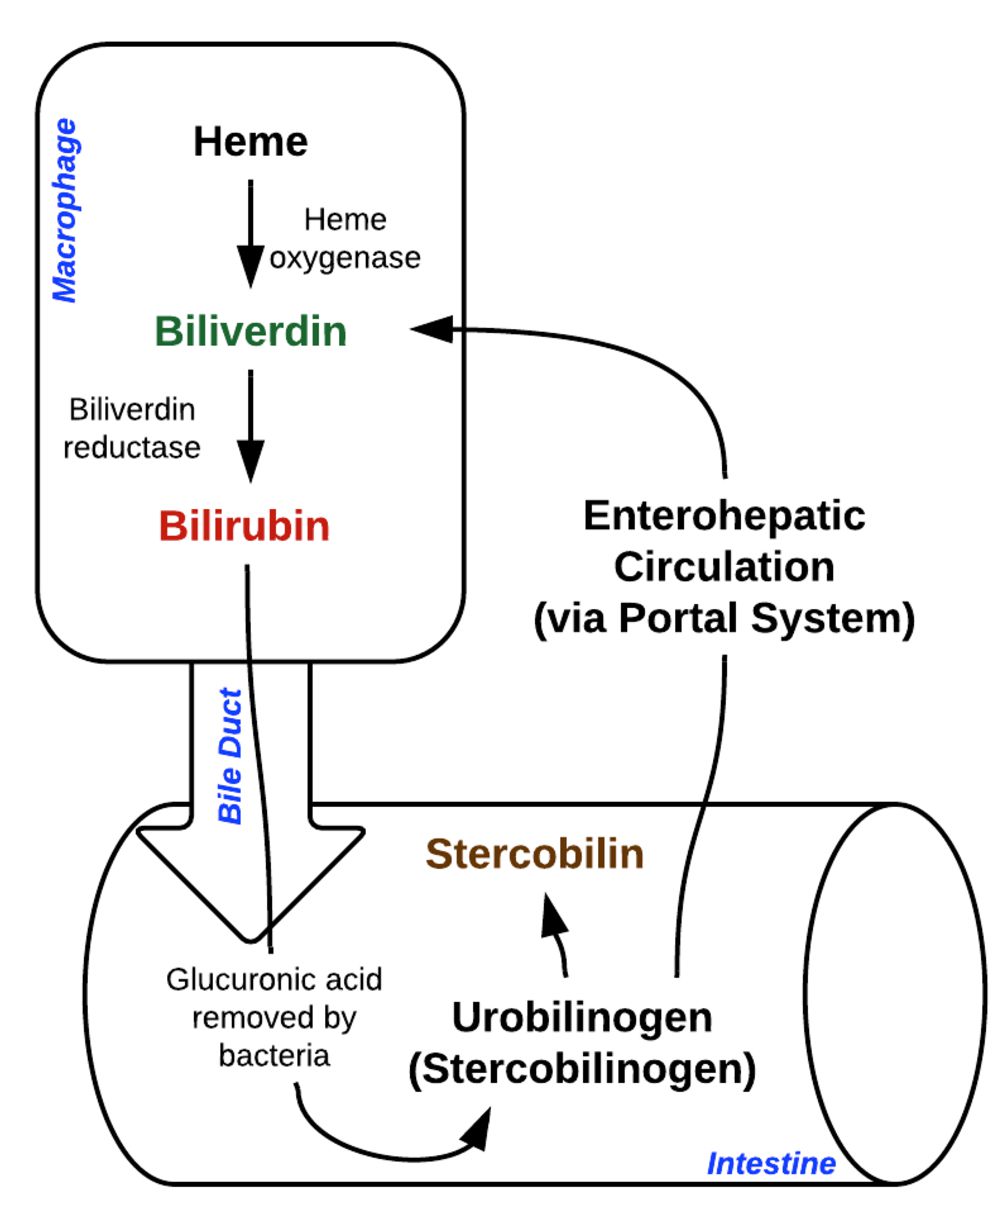 Macrophage
Heme
Heme
oxygenase
Biliverdin
Biliverdin
reductase
Bilirubin
Enterohepatic
Circulation
(via Portal System)
Bile Duct
Stercobilin
Glucuronic acid
removed by
bacteria
Urobilinogen
(Stercobilinogen)
Intestine